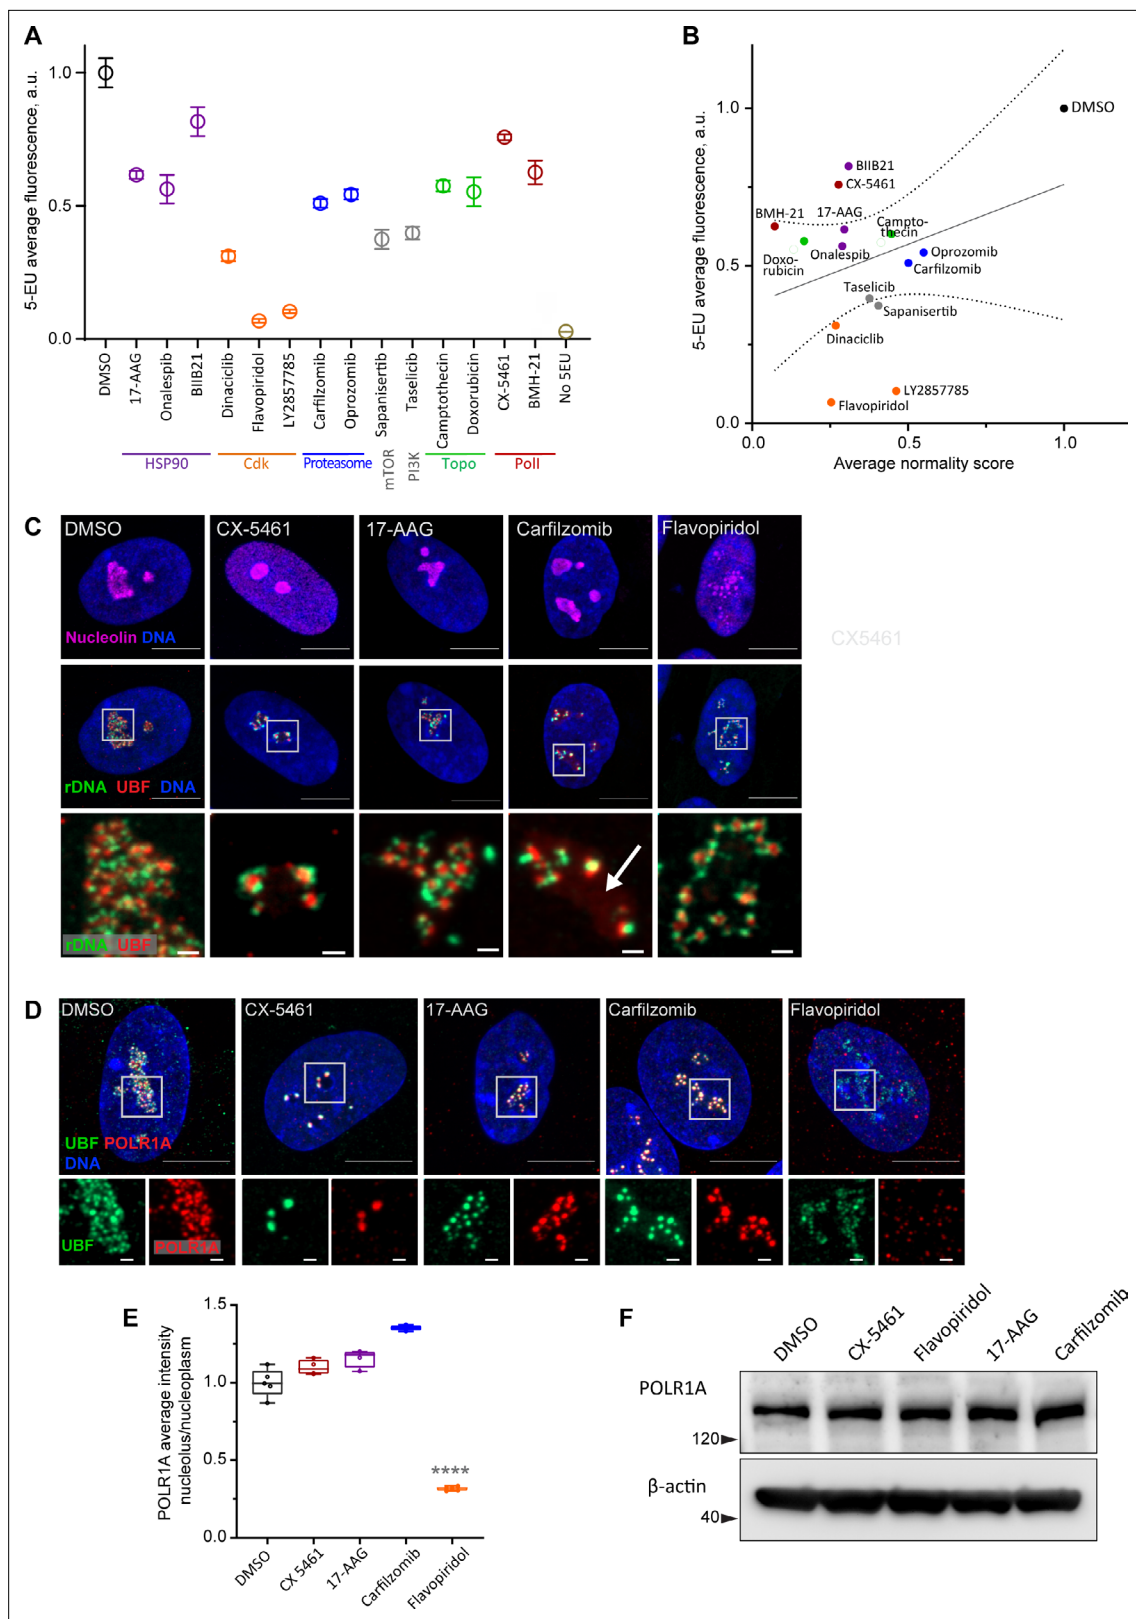 A
5-EU average fluorescence, a.u.
1.0
0.5
0.0
DMSO
17-AAG
Onalespib
BIIB21
Dinaciclib
Flavopiridol
LY2857785
Carfilzomib
Oprozomib
Sapanisertib
Taselicib
Camptothecin
Doxorubicin
CX-5461
BMH-21
No 5EU
HSP90
Cdk
Proteasome
mTOR
PI3K
Topo
PolI
B
5-EU average fluorescence, a.u.
1.0
0.5
0.0
DMSO
BIIB21
CX-5461
BMH-21
17-AAG
Campto-
thecin
Doxo-
rubicin
Onalespib
Oprozomib
Carfilzomib
Taselicib
Sapanisertib
Dinaciclib
LY2857785
Flavopiridol
0.0
0.5
1.0
Average normality score
C
DMSO
CX-5461
17-AAG
Carfilzomib
Flavopiridol
Nucleolin DNA
CX5461
rDNA UBF DNA
rDNA UBF
D
DMSO
CX-5461
17-AAG
Carfilzomib
Flavopiridol
UBF POLR1A
DNA
UBF
POLR1A
E
POLR1A average intensity
nucleolus/nucleoplasm
1.5
1.0
0.5
0.0
****
DMSO
CX 5461
17-AAG
Carfilzomib
Flavopiridol
F
DMSO
CX-5461
Flavopiridol
17-AAG
Carfilzomib
POLR1A
120
β-actin
40